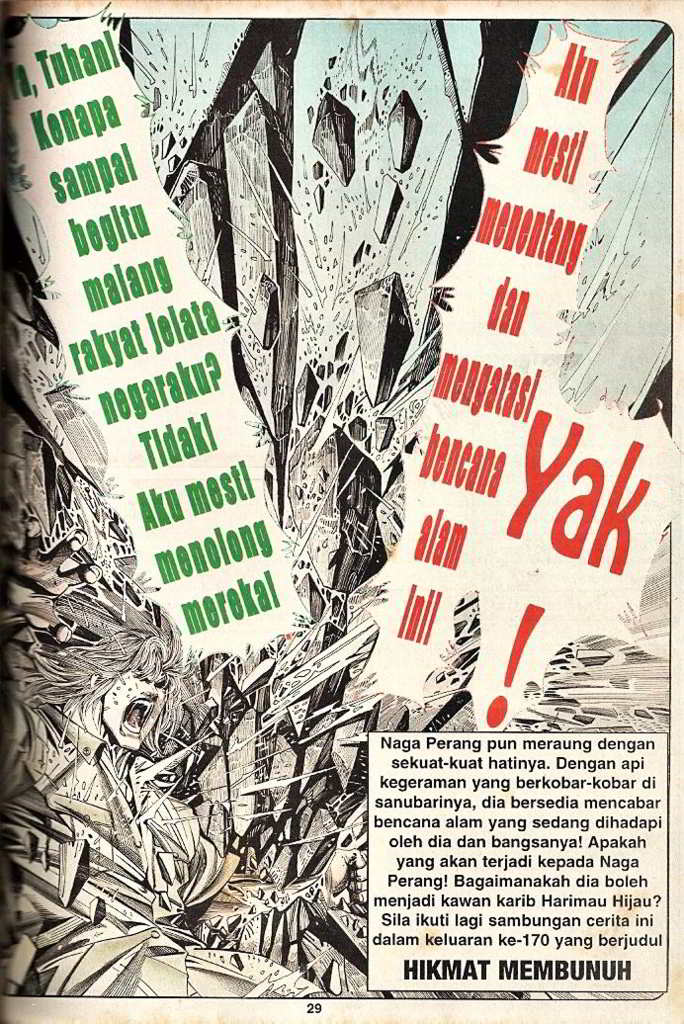 Ya, Tuhan!
Kenapa
sampai
begitu
malang
rakyat jelata
negaraku?
Tidak!
Aku mesti
menolong
mereka!
Aku
mesti
menentang
dan
mengatasi
bencana
alam
ini!
Yak
!
Naga Perang pun meraung dengan
sekuat-kuat hatinya. Dengan api
kegeraman yang berkobar-kobar di
sanubarinya, dia bersedia mencabar
bencana alam yang sedang dihadapi
oleh dia dan bangsanya! Apakah
yang akan terjadi kepada Naga
Perang! Bagaimanakah dia boleh
menjadi kawan karib Harimau Hijau?
Sila ikuti lagi sambungan cerita ini
dalam keluaran ke-170 yang berjudul
HIKMAT MEMBUNUH
29